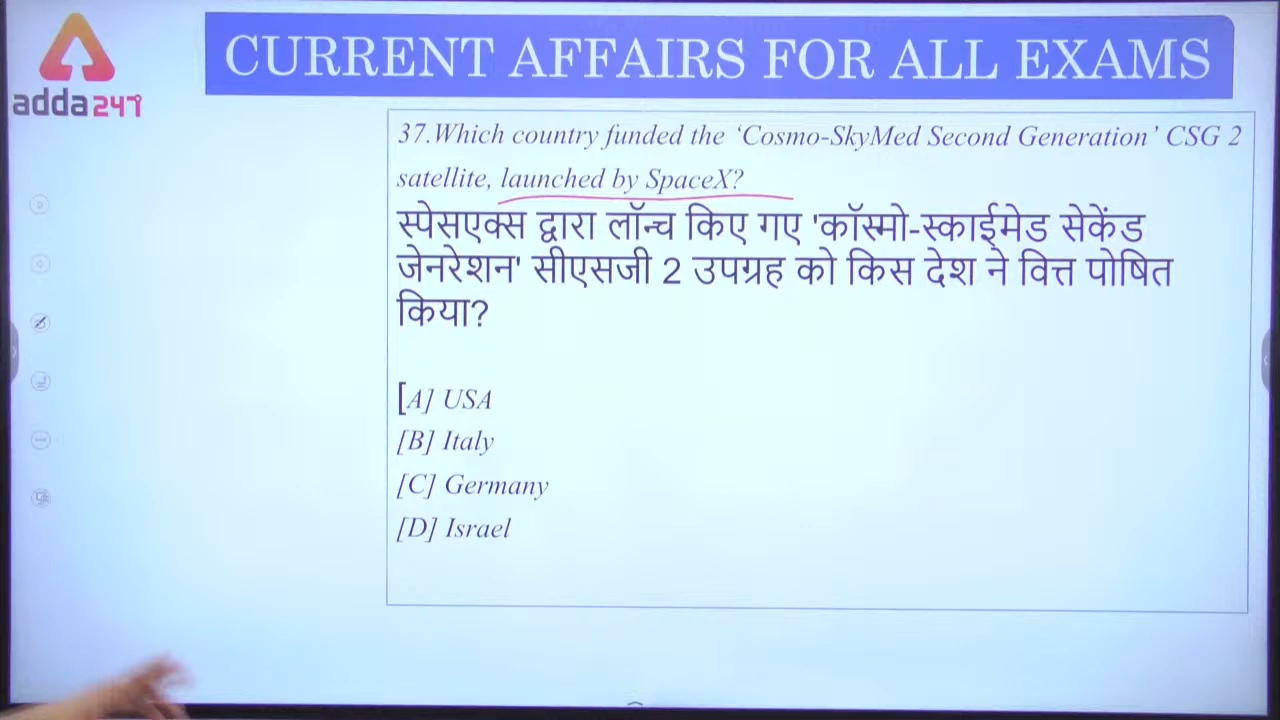 adda247
CURRENT AFFAIRS FOR ALL EXAMS
37.Which country funded the ‘Cosmo-SkyMed Second Generation’ CSG 2
satellite, launched by SpaceX?
स्पेसएक्स द्वारा लॉन्च किए गए 'कॉस्मो-स्काईमेड सेकेंड
जेनरेशन' सीएसजी 2 उपग्रह को किस देश ने वित्त पोषित
किया?
[A] USA
[B] Italy
[C] Germany
[D] Israel